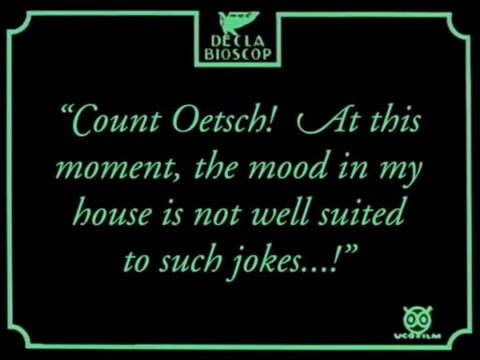 DECLA
BIOSCOP
“Count Oetsch! At this
moment, the mood in my
house is not well suited
to such jokes...!”
UCOFILM